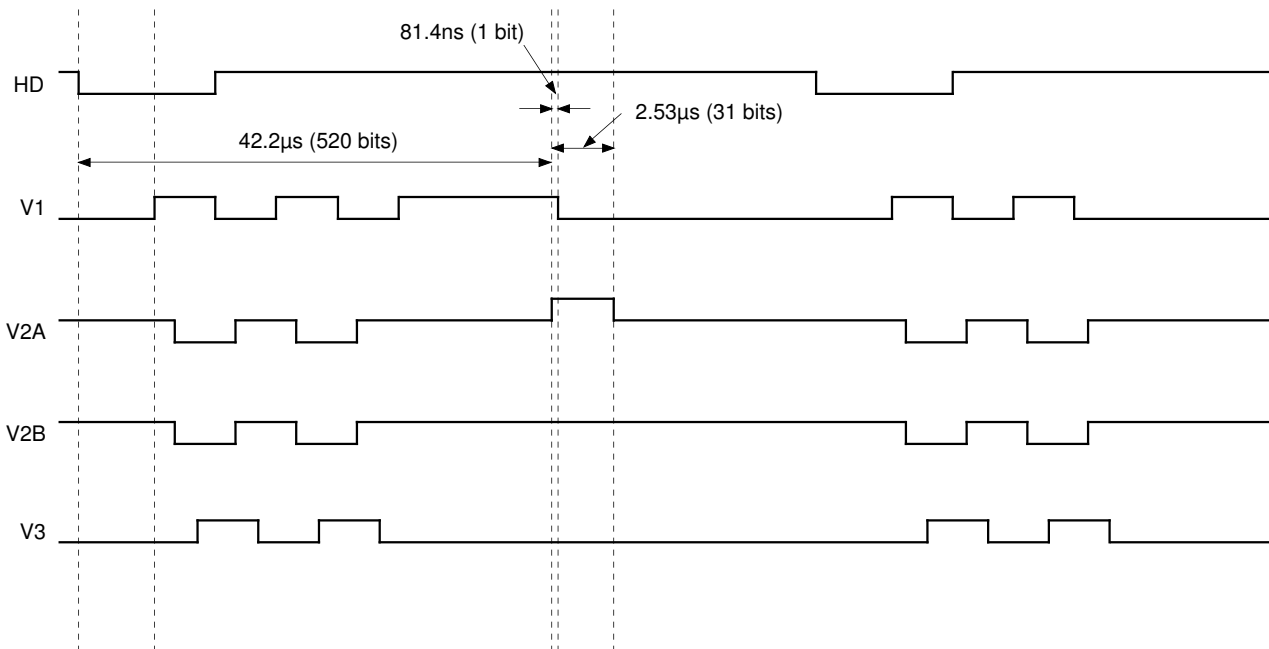 81.4ns (1 bit)
HD
2.53μs (31 bits)
42.2μs (520 bits)
V1
V2A
V2B
V3